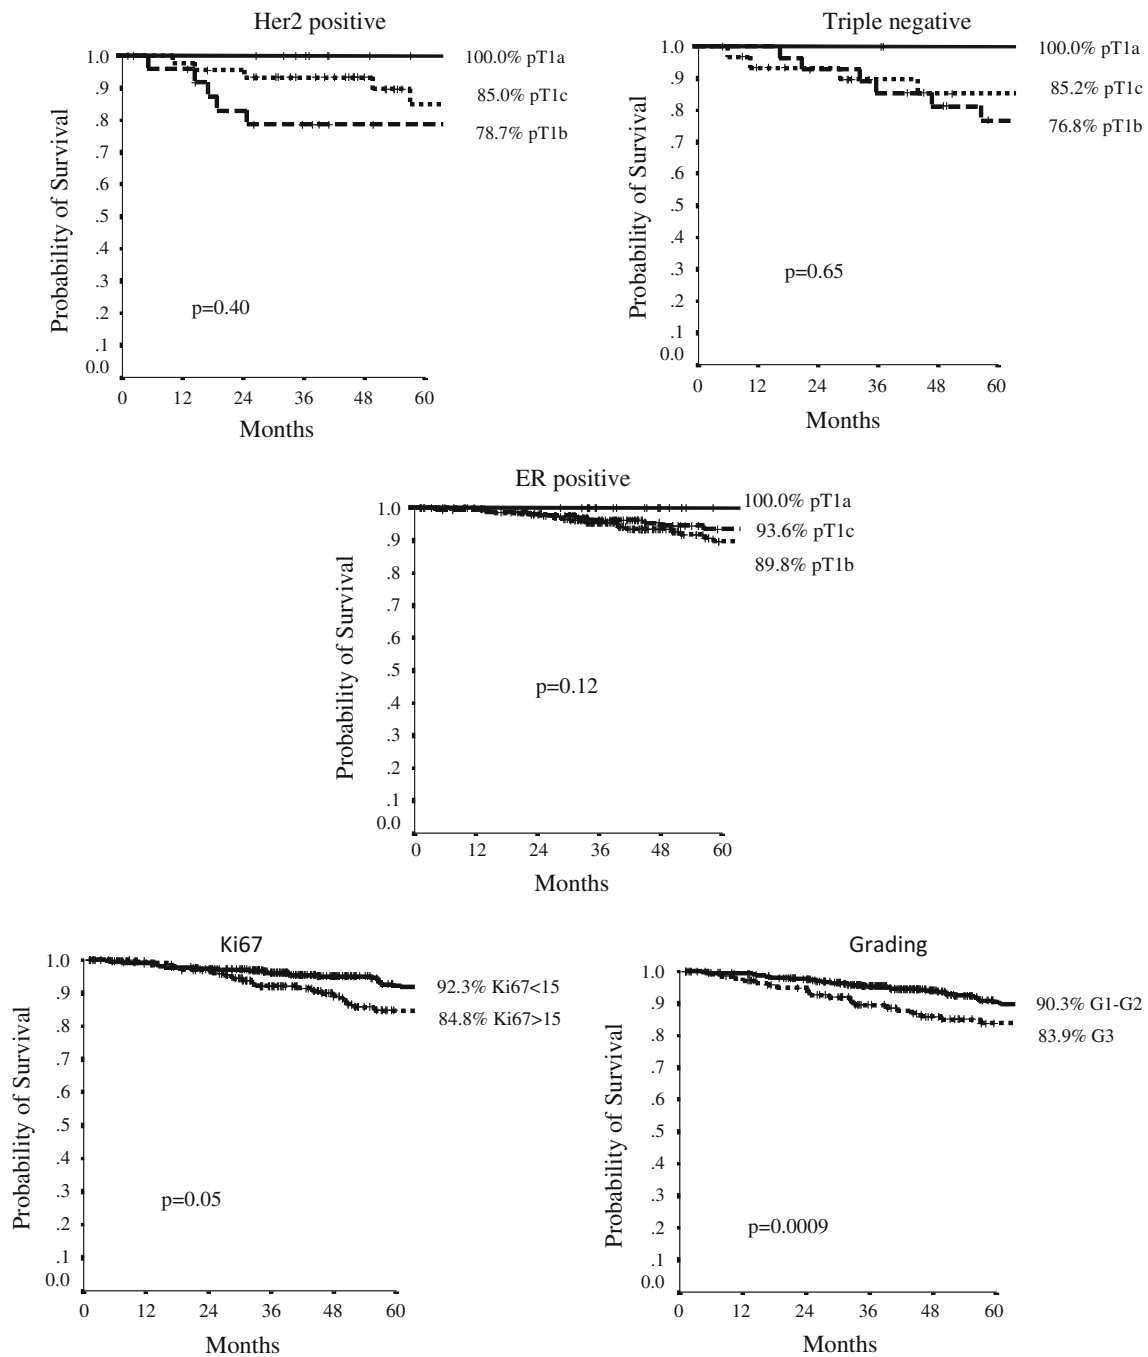 Her2 positive
1.0
.9
.8
.7
.6
.5
.4
.3
.2
.1
0.0
Probability of Survival
100.0% pT1a
85.0% pT1c
78.7% pT1b
p=0.40
0 12 24 36 48 60
Months
Triple negative
1.0
.9
.8
.7
.6
.5
.4
.3
.2
.1
0.0
Probability of Survival
100.0% pT1a
85.2% pT1c
76.8% pT1b
p=0.65
0 12 24 36 48 60
Months
ER positive
1.0
.9
.8
.7
.6
.5
.4
.3
.2
.1
0.0
Probability of Survival
100.0% pT1a
93.6% pT1c
89.8% pT1b
p=0.12
0 12 24 36 48 60
Months
Ki67
1.0
.9
.8
.7
.6
.5
.4
.3
.2
.1
0.0
Probability of Survival
92.3% Ki67<15
84.8% Ki67>15
p=0.05
0 12 24 36 48 60
Months
Grading
1.0
.9
.8
.7
.6
.5
.4
.3
.2
.1
0.0
Probability of Survival
90.3% G1-G2
83.9% G3
p=0.0009
0 12 24 36 48 60
Months